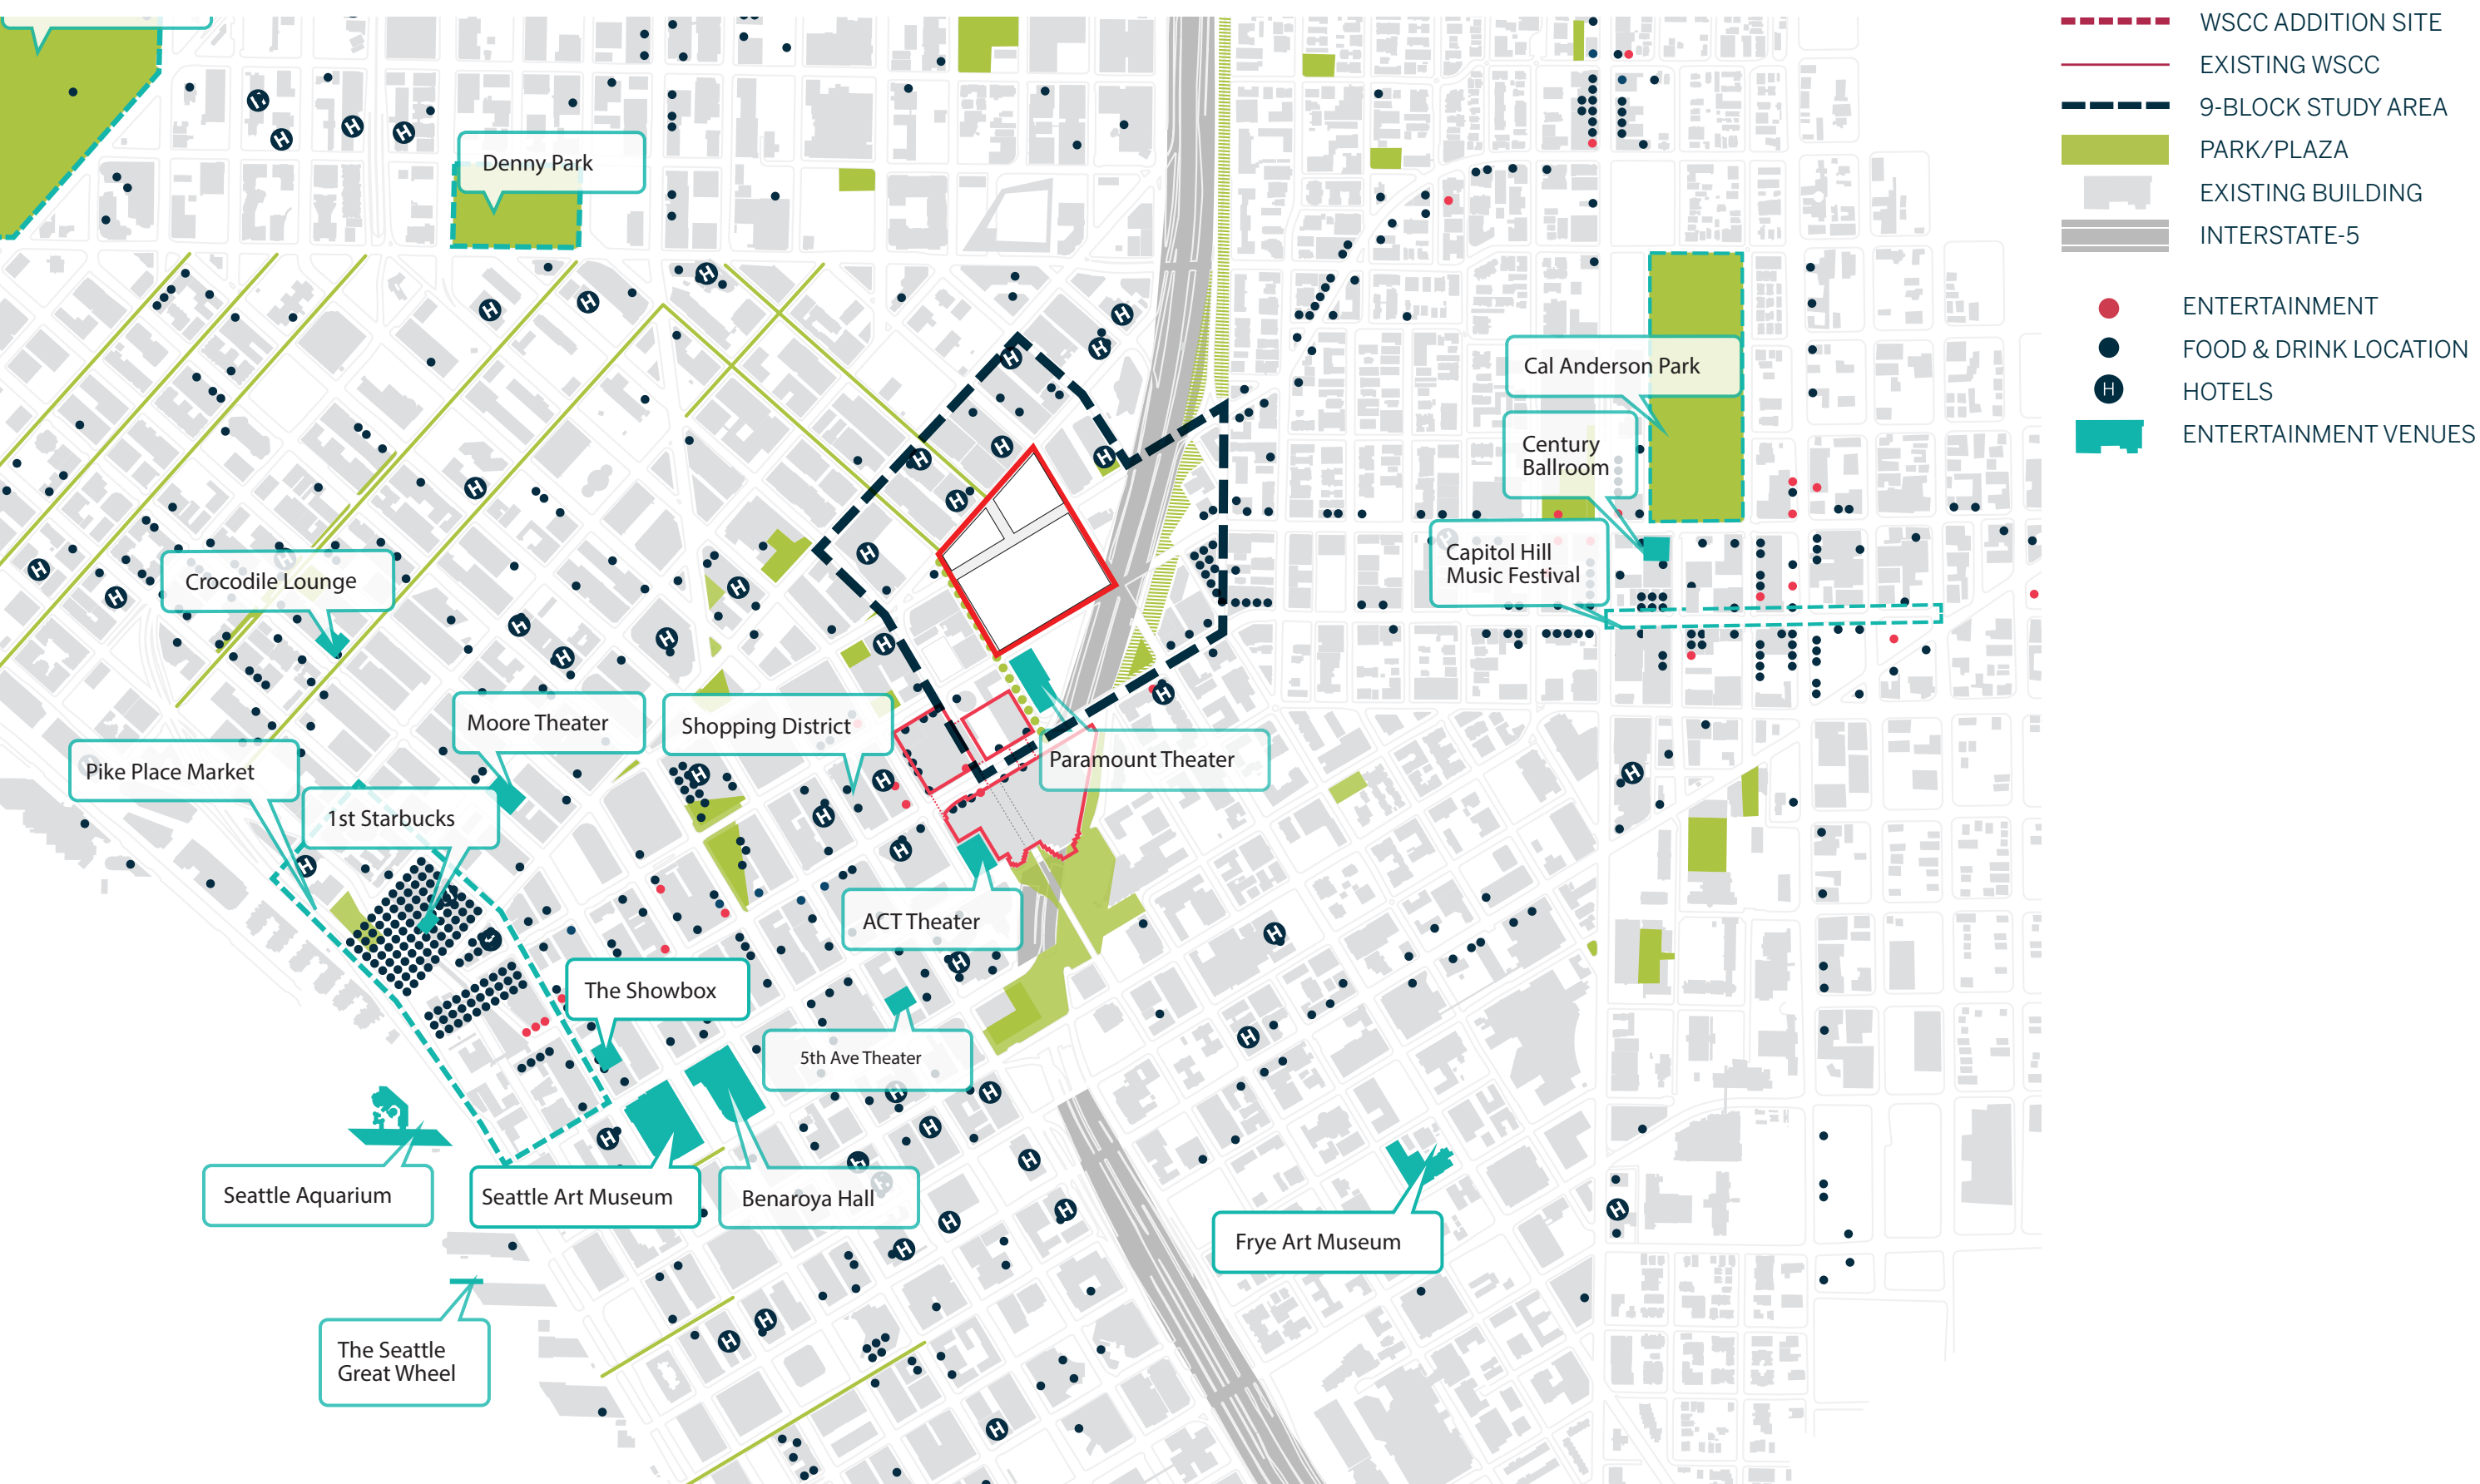 WSCC ADDITION SITE
EXISTING WSCC
9-BLOCK STUDY AREA
PARK/PLAZA
EXISTING BUILDING
INTERSTATE-5
ENTERTAINMENT
FOOD & DRINK LOCATION
H
HOTELS
ENTERTAINMENT VENUES
Denny Park
Cal Anderson Park
Century
Ballroom
Capitol Hill
Music Festival
Crocodile Lounge
Moore Theater
Shopping District
Paramount Theater
Pike Place Market
1st Starbucks
ACT Theater
The Showbox
5th Ave Theater
Seattle Aquarium
Seattle Art Museum
Benaroya Hall
Frye Art Museum
The Seattle
Great Wheel